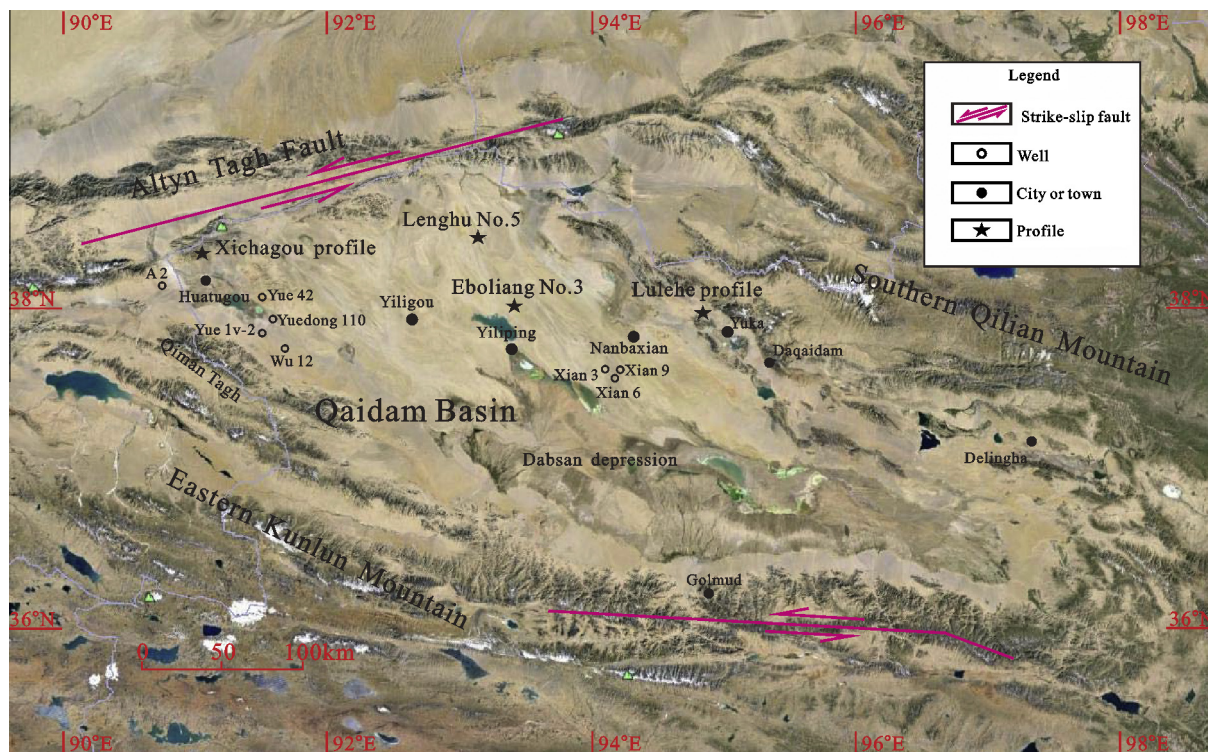 90°E 92°E 94°E 96°E 98°E
Legend
Strike-slip fault
Well
City or town
Profile
Altyn Tagh Fault
Lenghu No.5
Xichagou profile
A 2
Huatugou
Yue 42
Yuedong 110
Yue 1v-2
Wu 12
38°N
38°N
Eboliang No.3
Yiligou
Yiliping
Lulehe profile
Yuka
Nanbaxian
Daqaidam
Xian 3
Xian 9
Xian 6
Southern Qilian Mountain
Qiman Tagh
Qaidam Basin
Dabsan depression
Delingha
Eastern Kunlun Mountain
Golmud
36°N
36°N
0 50 100km
90°E 92°E 94°E 96°E 98°E